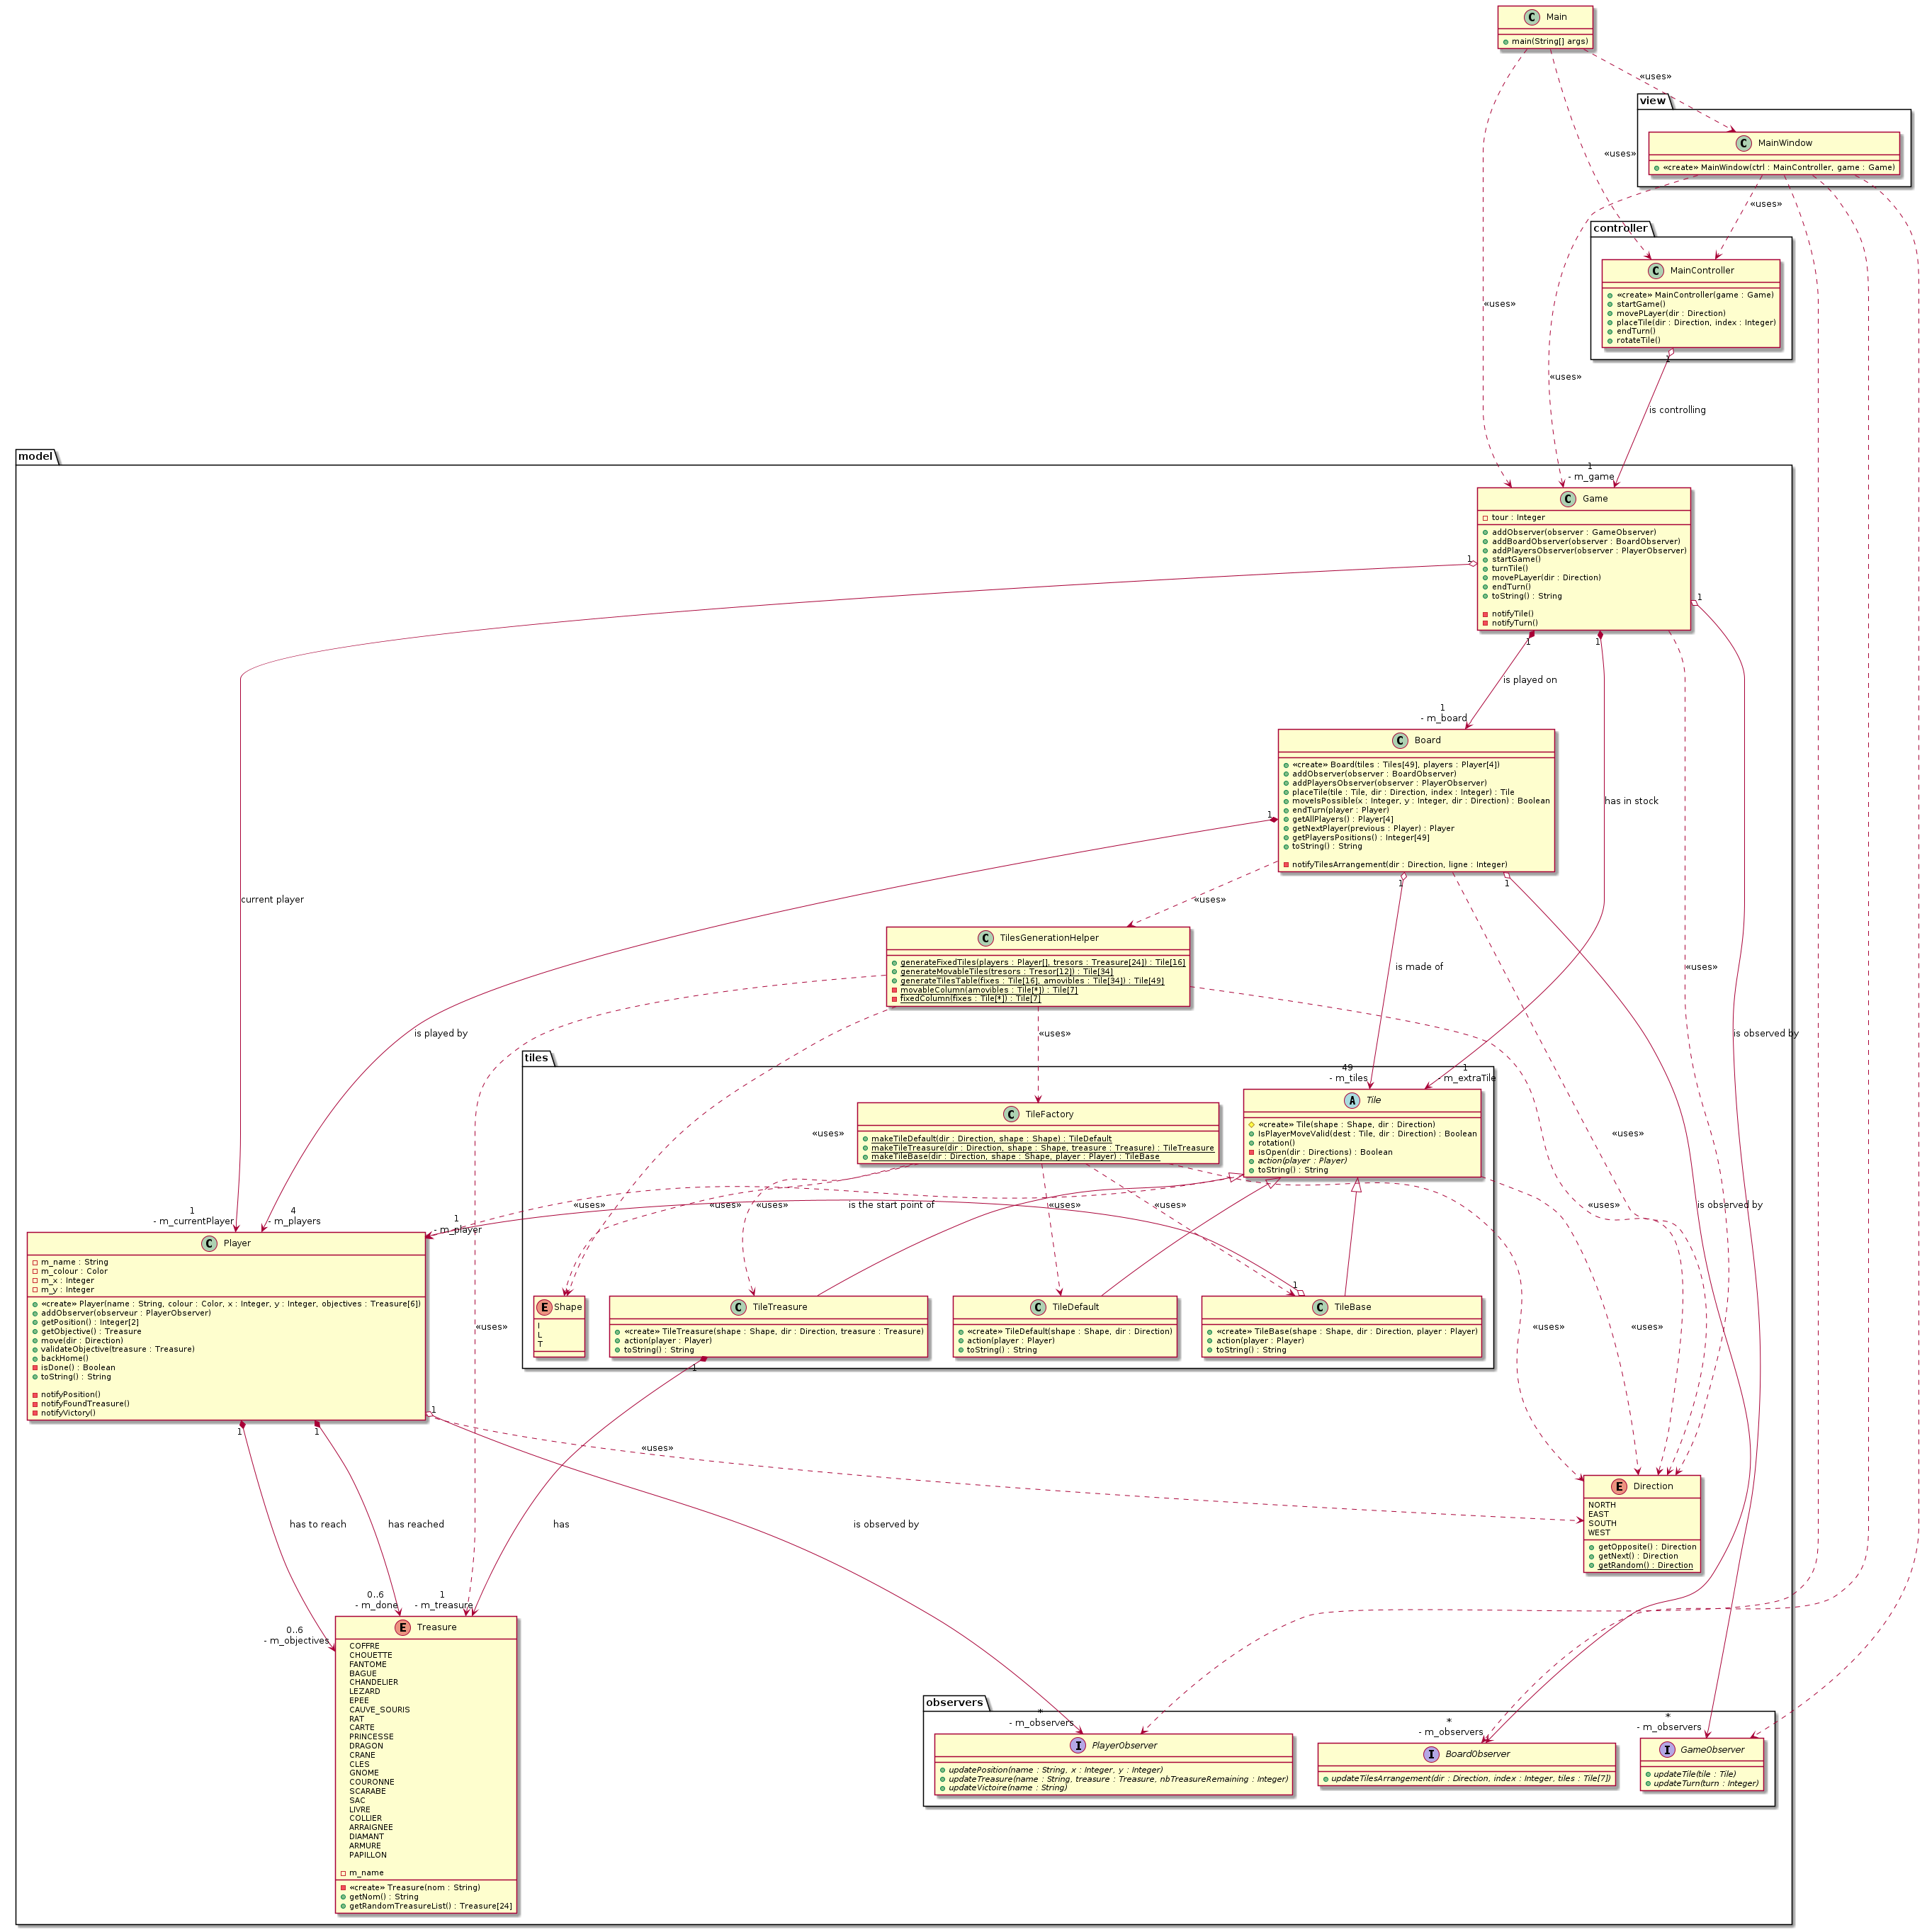 Main
main(String[] args)
«uses»
view
MainWindow
«create» MainWindow(ctrl : MainController, game : Game)
«uses»
«uses»
controller
MainController
«create» MainController(game : Game)
startGame()
movePLayer(dir : Direction)
placeTile(dir : Direction, index : Integer)
endTurn()
rotateTile()
«uses»
1
«uses»
is controlling
model
1
- m_game
Game
tour : Integer
addObserver(observer : GameObserver)
addBoardObserver(observer : BoardObserver)
addPlayersObserver(observer : PlayerObserver)
startGame()
turnTile()
movePLayer(dir : Direction)
endTurn()
toString() : String
notifyTile()
notifyTurn()
1
1
1
1
is played on
1
- m_board
Board
«create» Board(tiles : Tiles[49], players : Player[4])
addObserver(observer : BoardObserver)
addPlayersObserver(observer : PlayerObserver)
placeTile(tile : Tile, dir : Direction, index : Integer) : Tile
moveIsPossible(x : Integer, y : Integer, dir : Direction) : Boolean
endTurn(player : Player)
getAllPlayers() : Player[4]
getNextPlayer(previous : Player) : Player
getPlayersPositions() : Integer[49]
toString() : String
notifyTilesArrangement(dir : Direction, ligne : Integer)
has in stock
1
1
1
current player
«uses»
TilesGenerationHelper
generateFixedTiles(players : Player[], tresors : Treasure[24]) : Tile[16]
generateMovableTiles(tresors : Tresor[12]) : Tile[34]
generateTilesTable(fixes : Tile[16], amovibles : Tile[34]) : Tile[49]
movableColumn(amovibles : Tile[*]) : Tile[7]
fixedColumn(fixes : Tile[*]) : Tile[7]
is made of
«uses»
is played by
«uses»
is observed by
tiles
49
- m_tiles
1
- m_extraTile
TileFactory
makeTileDefault(dir : Direction, shape : Shape) : TileDefault
makeTileTreasure(dir : Direction, shape : Shape, treasure : Treasure) : TileTreasure
makeTileBase(dir : Direction, shape : Shape, player : Player) : TileBase
Tile
«create» Tile(shape : Shape, dir : Direction)
IsPlayerMoveValid(dest : Tile, dir : Direction) : Boolean
rotation()
isOpen(dir : Directions) : Boolean
action(player : Player)
toString() : String
«uses»
«uses»
«uses»
«uses»
«uses»
is the start point of
«uses»
«uses»
«uses»
is observed by
1
- m_currentPlayer
4
- m_players
1
- m_player
Player
m_name : String
m_colour : Color
m_x : Integer
m_y : Integer
«create» Player(name : String, colour : Color, x : Integer, y : Integer, objectives : Treasure[6])
addObserver(observeur : PlayerObserver)
getPosition() : Integer[2]
getObjective() : Treasure
move(dir : Direction)
validateObjective(treasure : Treasure)
backHome()
isDone() : Boolean
toString() : String
notifyPosition()
notifyFoundTreasure()
notifyVictory()
«uses»
Shape
I
L
T
TileTreasure
«create» TileTreasure(shape : Shape, dir : Direction, treasure : Treasure)
action(player : Player)
toString() : String
TileDefault
«create» TileDefault(shape : Shape, dir : Direction)
action(player : Player)
toString() : String
1
TileBase
«create» TileBase(shape : Shape, dir : Direction, player : Player)
action(player : Player)
toString() : String
«uses»
«uses»
1
1
1
1
«uses»
Direction
NORTH
EAST
SOUTH
WEST
getOpposite() : Direction
getNext() : Direction
getRandom() : Direction
has to reach
has reached
has
is observed by
0..6
- m_done
1
- m_treasure
0..6
- m_objectives
Treasure
COFFRE
CHOUETTE
FANTOME
BAGUE
CHANDELIER
LEZARD
EPEE
CAUVE_SOURIS
RAT
CARTE
PRINCESSE
DRAGON
CRANE
CLES
GNOME
COURONNE
SCARABE
SAC
LIVRE
COLLIER
ARRAIGNEE
DIAMANT
ARMURE
PAPILLON
m_name
«create» Treasure(nom : String)
getNom() : String
getRandomTreasureList() : Treasure[24]
observers
*
- m_observers
*
- m_observers
*
- m_observers
PlayerObserver
updatePosition(name : String, x : Integer, y : Integer)
updateTreasure(name : String, treasure : Treasure, nbTreasureRemaining : Integer)
updateVictoire(name : String)
BoardObserver
updateTilesArrangement(dir : Direction, index : Integer, tiles : Tile[7])
GameObserver
updateTile(tile : Tile)
updateTurn(turn : Integer)